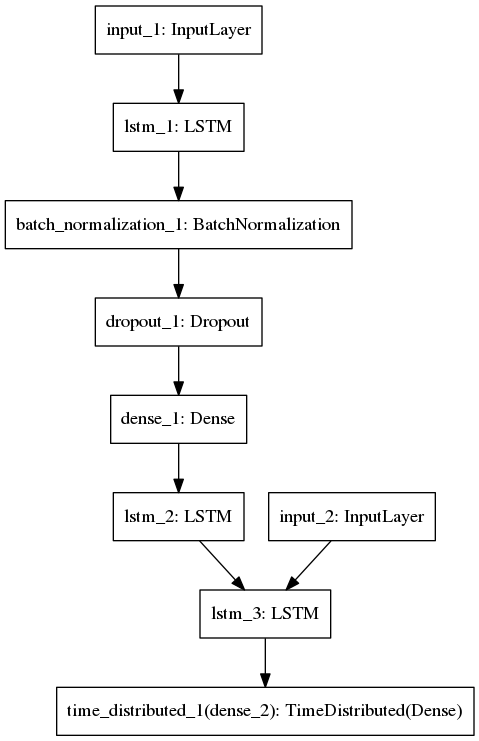 input_1: InputLayer
lstm_1: LSTM
batch_normalization_1: BatchNormalization
dropout_1: Dropout
dense_1: Dense
lstm_2: LSTM
input_2: InputLayer
lstm_3: LSTM
time_distributed_1(dense_2): TimeDistributed(Dense)